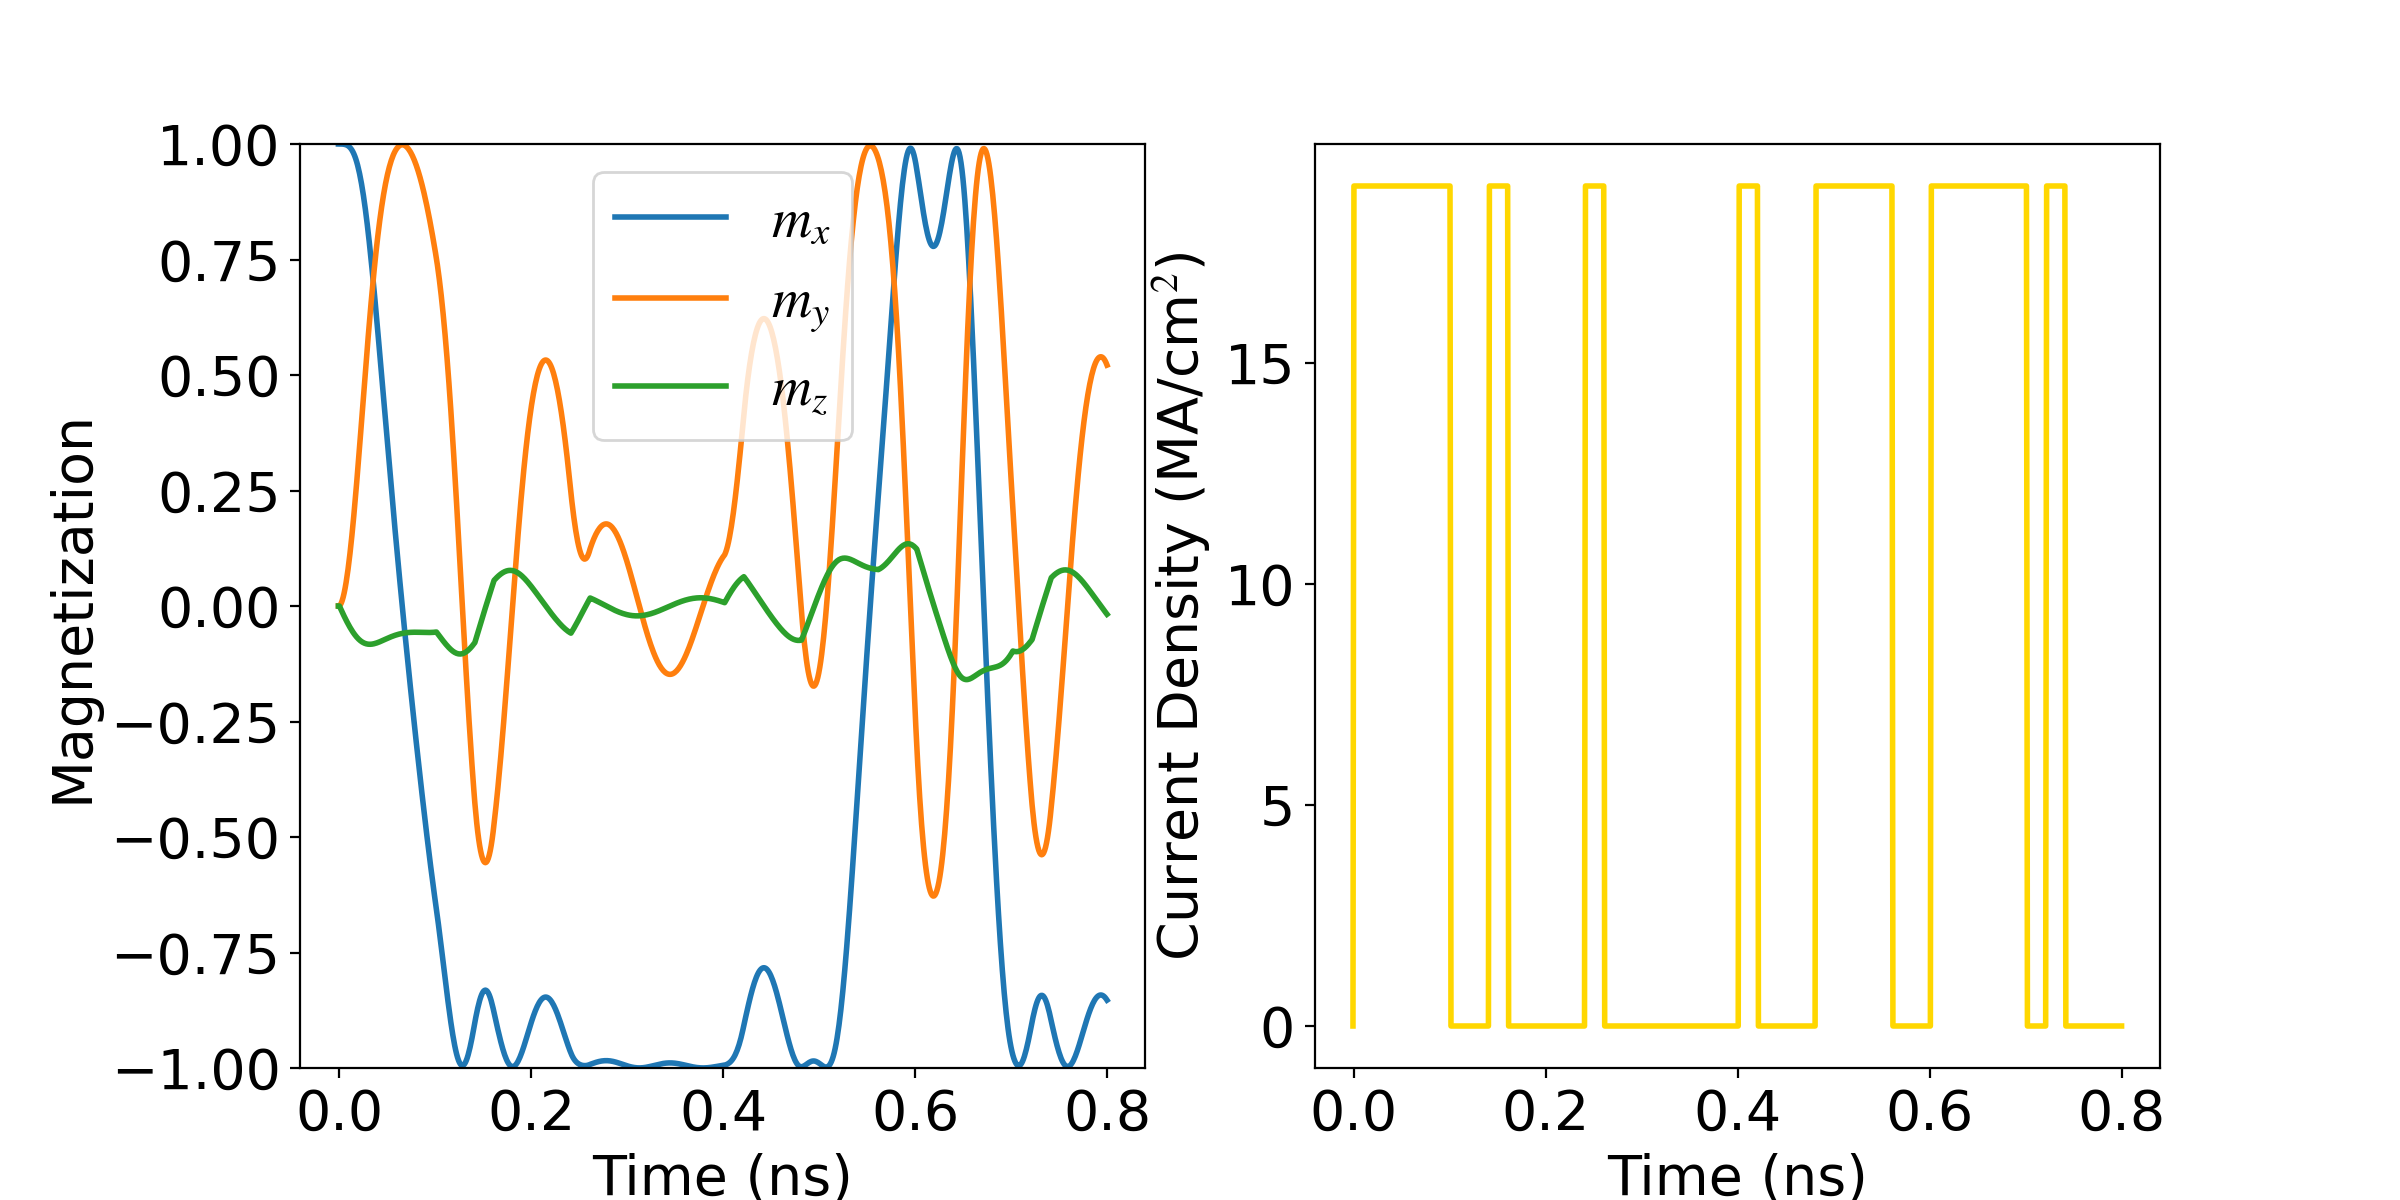 Magnetization
1.00
0.75
0.50
0.25
0.00
−0.25
−0.50
−0.75
−1.00
0.0 0.2 0.4 0.6 0.8
Time (ns)
m_x
m_y
m_z
Current Density (MA/cm²)
15
10
5
0
0.0 0.2 0.4 0.6 0.8
Time (ns)